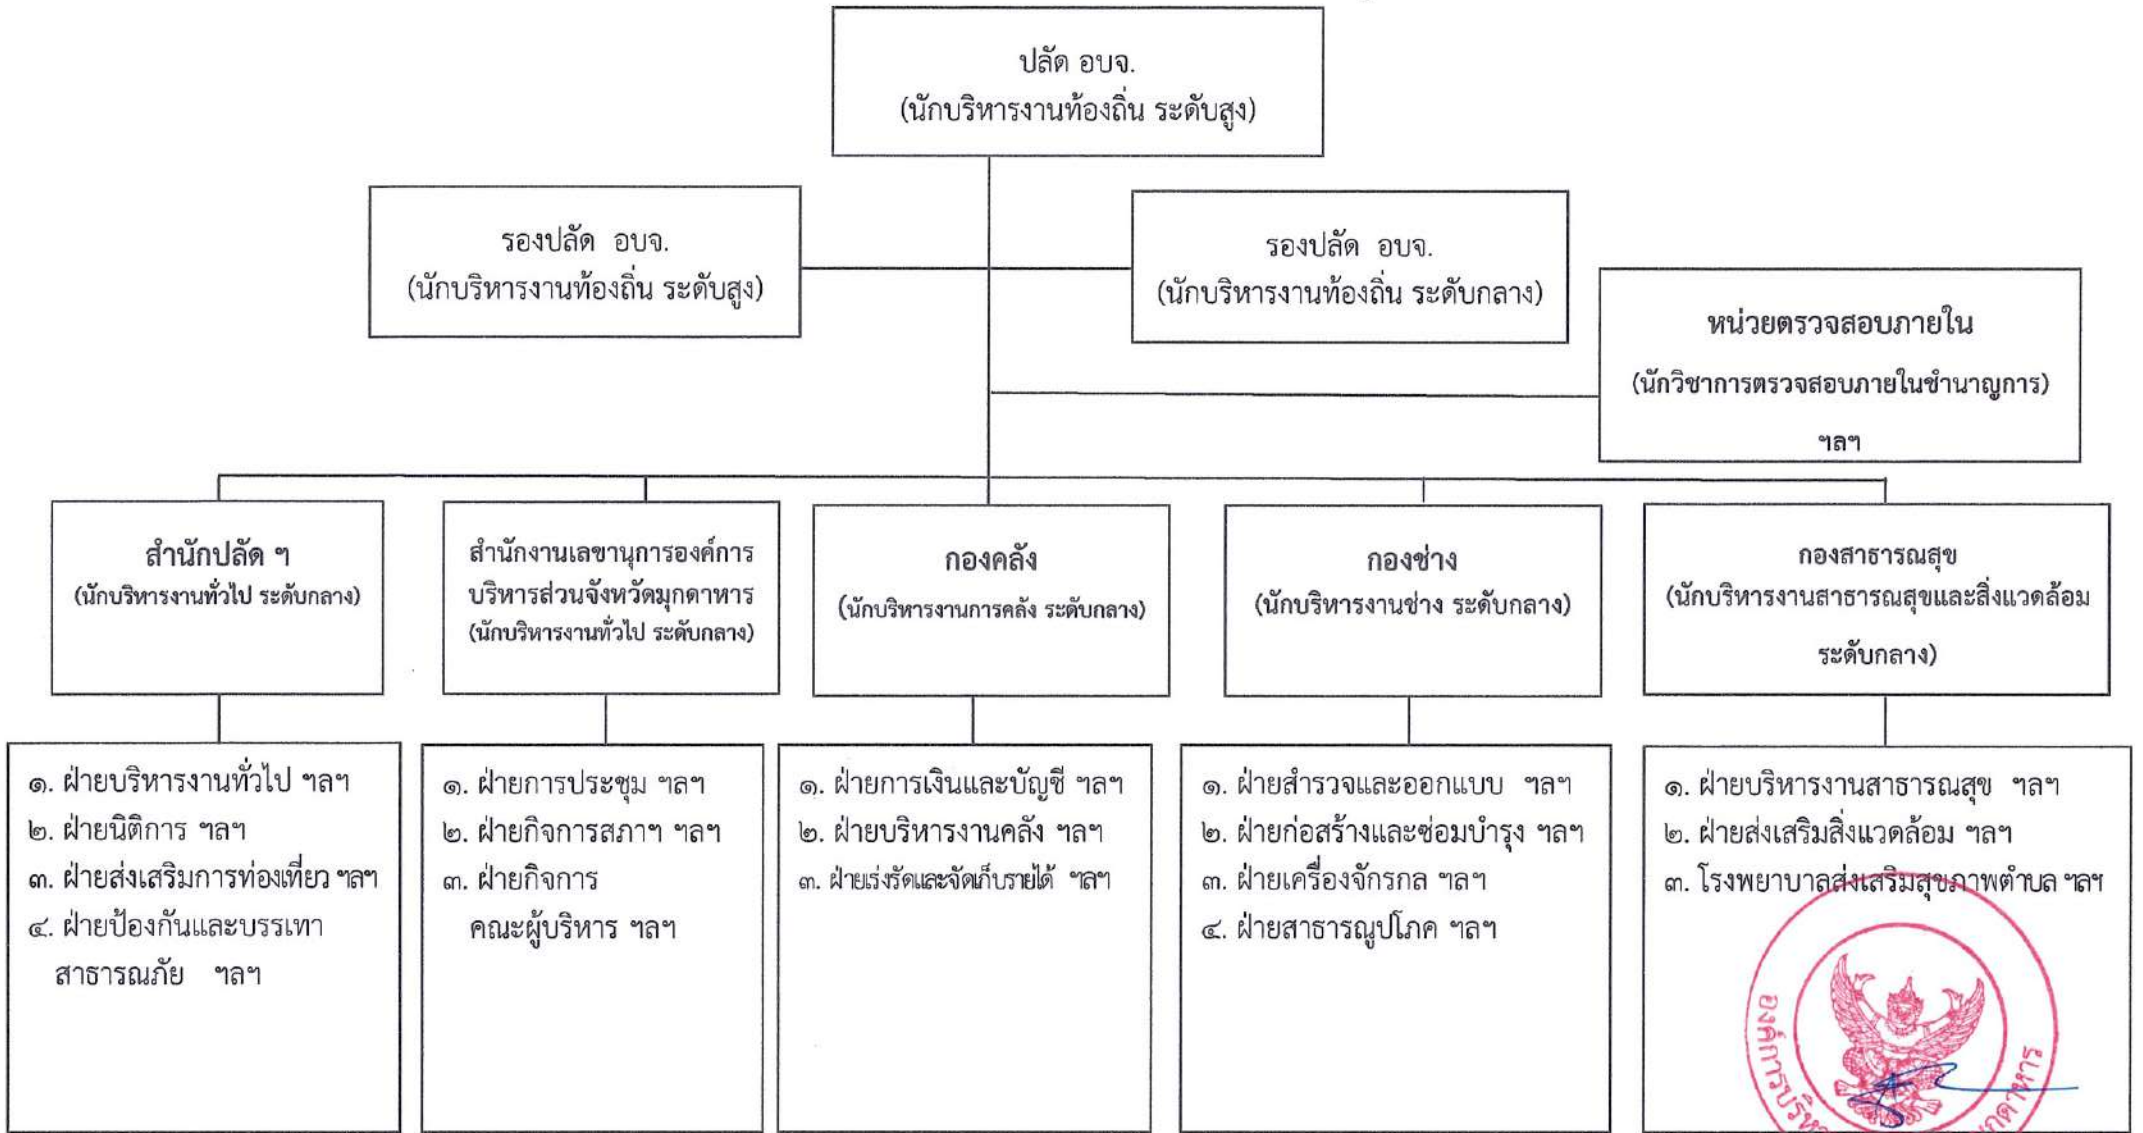 ปลัด อบจ.
(นักบริหารงานท้องถิ่น ระดับสูง)
รองปลัด อบจ.
(นักบริหารงานท้องถิ่น ระดับสูง)
รองปลัด อบจ.
(นักบริหารงานท้องถิ่น ระดับกลาง)
หน่วยตรวจสอบภายใน
(นักวิชาการตรวจสอบภายในชำนาญการ)
ฯลฯ
สำนักปลัด ฯ
(นักบริหารงานทั่วไป ระดับกลาง)
สำนักงานเลขานุการองค์การ
บริหารส่วนจังหวัดมุกดาหาร
(นักบริหารงานทั่วไป ระดับกลาง)
กองคลัง
(นักบริหารงานการคลัง ระดับกลาง)
กองช่าง
(นักบริหารงานช่าง ระดับกลาง)
กองสาธารณสุข
(นักบริหารงานสาธารณสุขและสิ่งแวดล้อม
ระดับกลาง)
๑. ฝ่ายบริหารงานทั่วไป ฯลฯ
๒. ฝ่ายนิติการ ฯลฯ
๓. ฝ่ายส่งเสริมการท่องเที่ยว ฯลฯ
๔. ฝ่ายป้องกันและบรรเทา
สาธารณภัย ฯลฯ
๑. ฝ่ายการประชุม ฯลฯ
๒. ฝ่ายกิจการสภาฯ ฯลฯ
๓. ฝ่ายกิจการ
คณะผู้บริหาร ฯลฯ
๑. ฝ่ายการเงินและบัญชี ฯลฯ
๒. ฝ่ายบริหารงานคลัง ฯลฯ
๓. ฝ่ายเร่งรัดและจัดเก็บรายได้ ฯลฯ
๑. ฝ่ายสำรวจและออกแบบ ฯลฯ
๒. ฝ่ายก่อสร้างและซ่อมบำรุง ฯลฯ
๓. ฝ่ายเครื่องจักรกล ฯลฯ
๔. ฝ่ายสาธารณูปโภค ฯลฯ
๑. ฝ่ายบริหารงานสาธารณสุข ฯลฯ
๒. ฝ่ายส่งเสริมสิ่งแวดล้อม ฯลฯ
๓. โรงพยาบาลส่งเสริมสุขภาพตำบล ฯลฯ